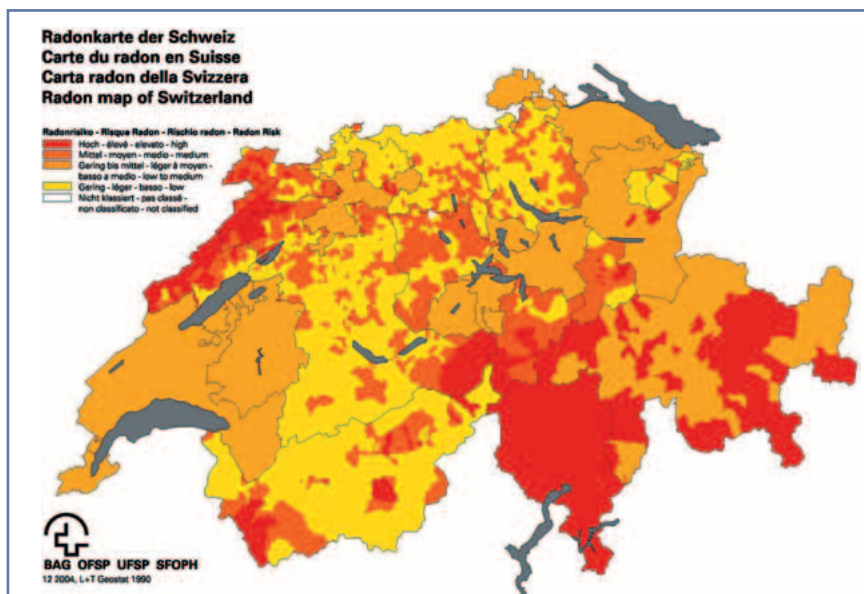 Radonkarte der Schweiz
Carte du radon en Suisse
Carta radon della Svizzera
Radon map of Switzerland
Radonrisiko - Risque Radon - Rischio radon - Radon Risk
Hoch - élevé - elevato - high
Mittel - moyen - medio - medium
Gering bis mittel - léger à moyen -
basso a medio - low to medium
Gering - léger - basso - low
Nicht klassiert - pas classé -
non classificato - not classified
BAG OFSP UFSP SFOPH
12 2004, L+T Geostat 1990